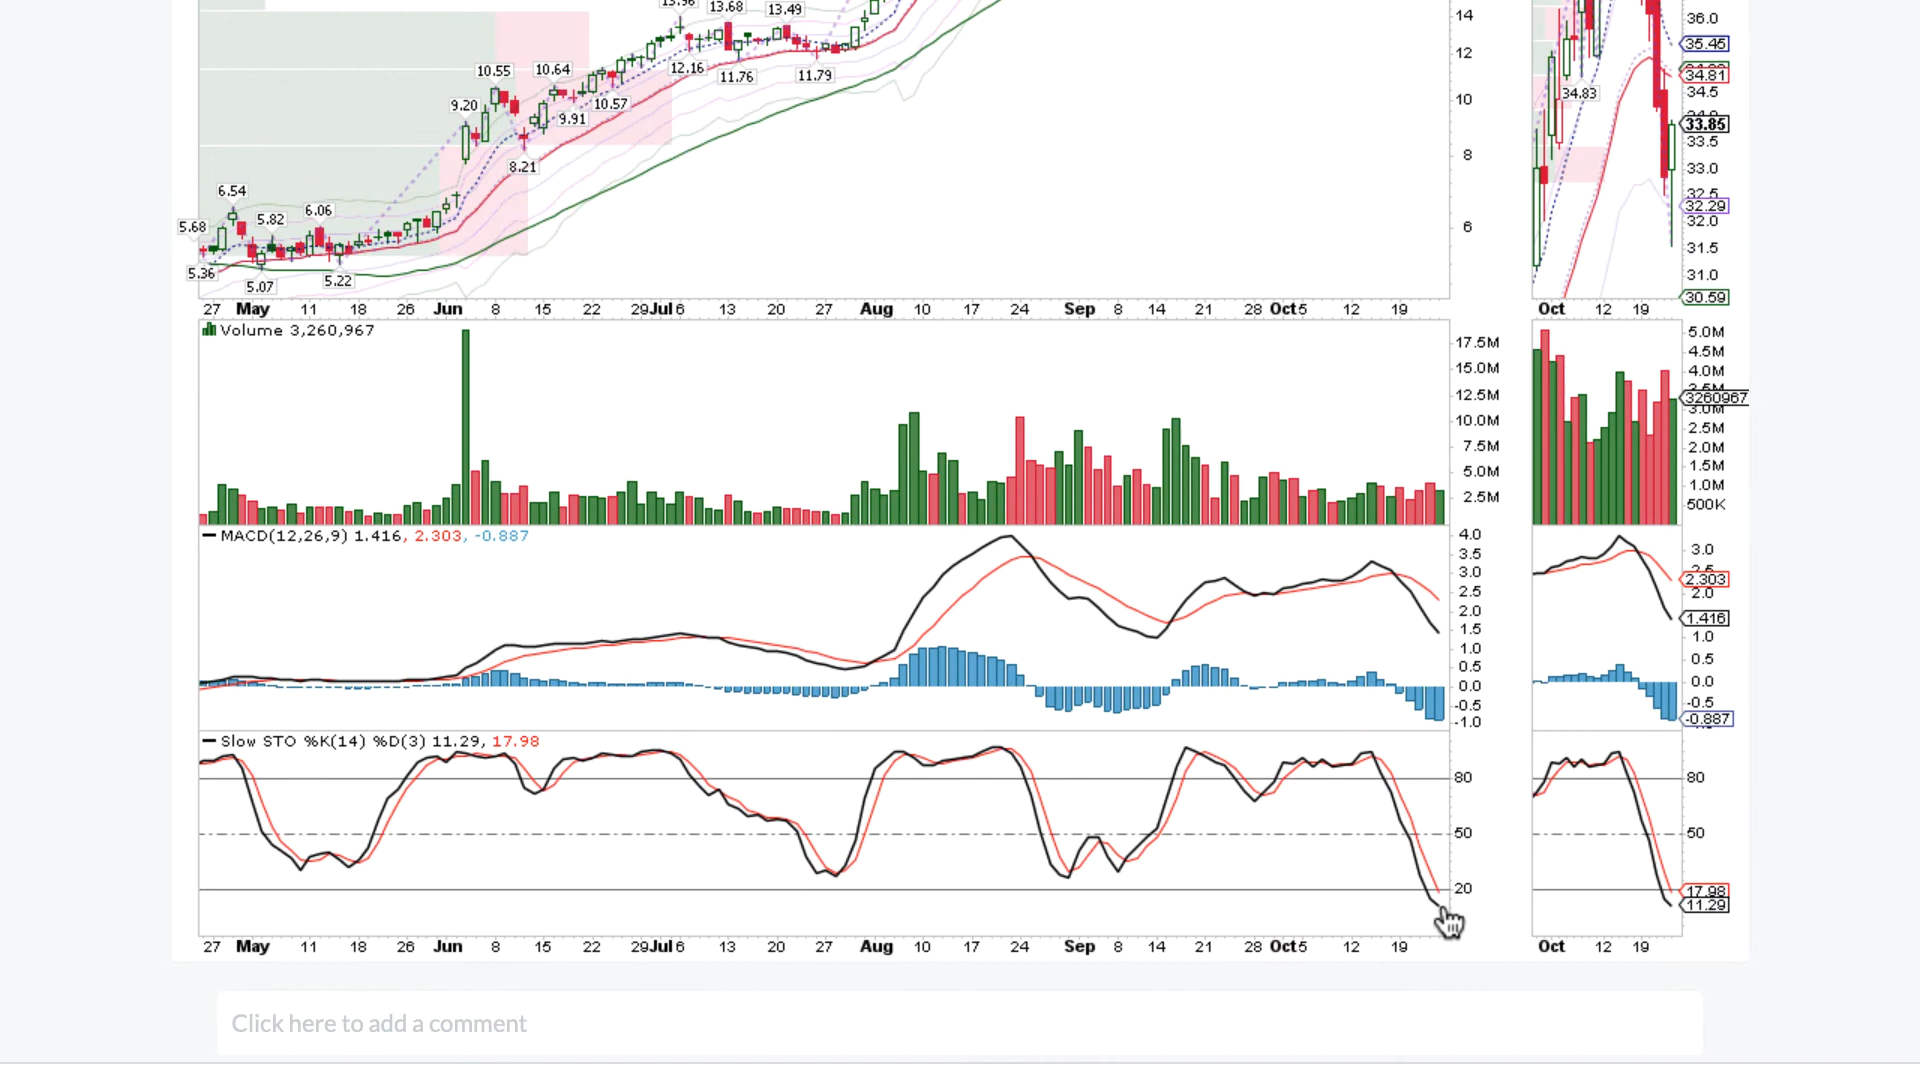 13.68 13.49
12.16 11.76 11.79
10.55 10.64
9.20 10.57
9.91
8.21
6.54
5.68 5.82 6.06
5.36 5.07 5.22
14
12
10
8
6
27 May 11 18 26 Jun 8 15 22 29 Jul 6 13 20 27 Aug 10 17 24 Sep 8 14 21 28 Oct 5 12 19
36.0
35.45
34.81
34.5
34.83
33.85
33.5
33.0
32.5
32.29
32.0
31.5
31.0
30.59
Oct 12 19
Volume 3,260,967
17.5M
15.0M
12.5M
10.0M
7.5M
5.0M
2.5M
5.0M
4.5M
4.0M
3260967
3.0M
2.5M
2.0M
1.5M
1.0M
500K
MACD(12,26,9) 1.416, 2.303, -0.887
4.0
3.5
3.0
2.5
2.0
1.5
1.0
0.5
0.0
-0.5
-1.0
3.0
2.303
2.0
1.416
1.0
0.5
0.0
-0.5
-0.887
Slow STO %K(14) %D(3) 11.29, 17.98
80
50
20
80
50
17.98
11.29
27 May 11 18 26 Jun 8 15 22 29 Jul 6 13 20 27 Aug 10 17 24 Sep 8 14 21 28 Oct 5 12 19
Oct 12 19
Click here to add a comment